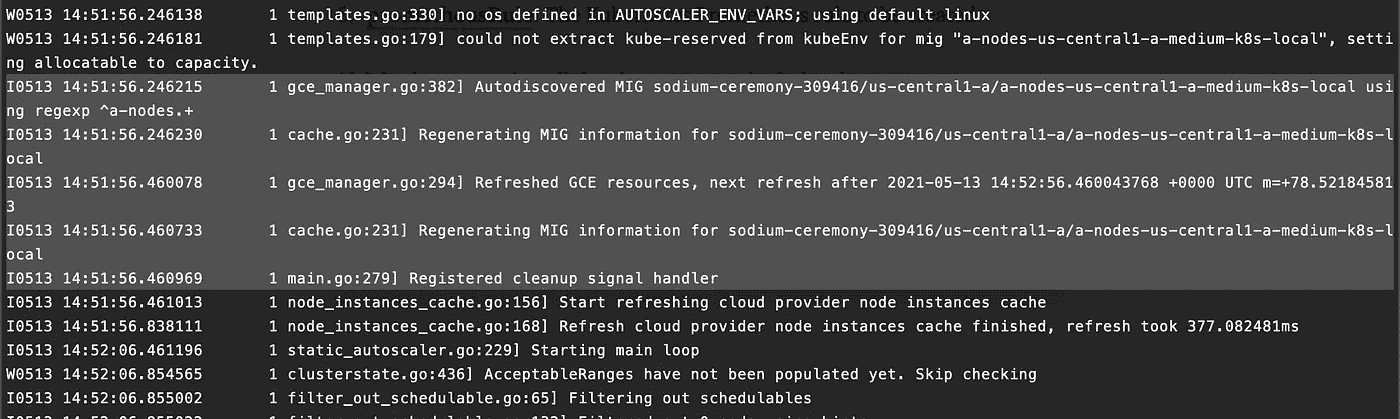 W0513 14:51:56.246138 1 templates.go:330] no os defined in AUTOSCALER_ENV_VARS; using default linux
W0513 14:51:56.246181 1 templates.go:179] could not extract kube-reserved from kubeEnv for mig "a-nodes-us-central1-a-medium-k8s-local", setti
ng allocatable to capacity.
I0513 14:51:56.246215 1 gce_manager.go:382] Autodiscovered MIG sodium-ceremony-309416/us-central1-a/a-nodes-us-central1-a-medium-k8s-local usi
ng regexp ^a-nodes.+
I0513 14:51:56.246230 1 cache.go:231] Regenerating MIG information for sodium-ceremony-309416/us-central1-a/a-nodes-us-central1-a-medium-k8s-l
ocal
I0513 14:51:56.460078 1 gce_manager.go:294] Refreshed GCE resources, next refresh after 2021-05-13 14:52:56.460043768 +0000 UTC m=+78.52184581
3
I0513 14:51:56.460733 1 cache.go:231] Regenerating MIG information for sodium-ceremony-309416/us-central1-a/a-nodes-us-central1-a-medium-k8s-l
ocal
I0513 14:51:56.460969 1 main.go:279] Registered cleanup signal handler
I0513 14:51:56.461013 1 node_instances_cache.go:156] Start refreshing cloud provider node instances cache
I0513 14:51:56.838111 1 node_instances_cache.go:168] Refresh cloud provider node instances cache finished, refresh took 377.082481ms
I0513 14:52:06.461196 1 static_autoscaler.go:229] Starting main loop
W0513 14:52:06.854565 1 clusterstate.go:436] AcceptableRanges have not been populated yet. Skip checking
I0513 14:52:06.855002 1 filter_out_schedulable.go:65] Filtering out schedulables